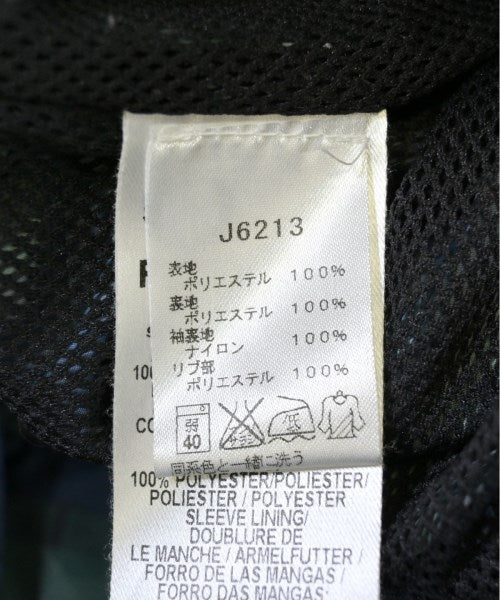 J6213
表地
ポリエステル 100%
裏地
ポリエステル 100%
袖裏地
ナイロン 100%
リブ部
ポリエステル 100%
弱
40
低
同系色と一緒に洗う
100
CO
100% POLYESTER/POLIESTER/
POLIESTER / POLYESTER
SLEEVE LINING/
DOUBLURE DE
LE MANCHE / ARMELFUTTER /
FORRO DE LAS MANGAS /
FORRO DAS MANGAS: